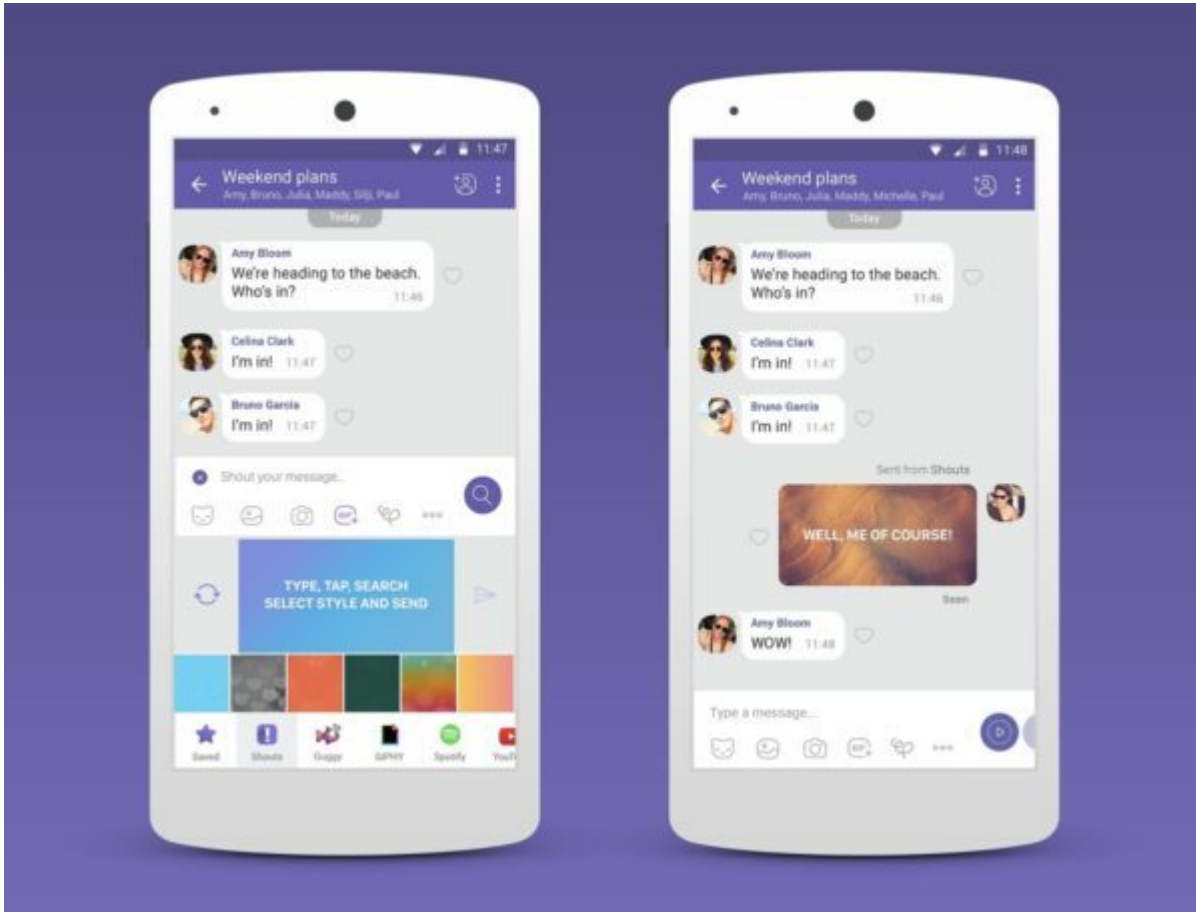 11:47
Weekend plans
Amy, Bruno, Julia, Maddy, Silji, Paul
Today
Amy Bloom
We're heading to the beach.
Who's in?
11:46
Celina Clark
I'm in! 11:47
Bruno Garcia
I'm in! 11:47
Shout your message...
GIF
TYPE, TAP, SEARCH
SELECT STYLE AND SEND
Saved
Shouts
Guggy
GIPHY
Spotify
YouT
11:48
Weekend plans
Amy, Bruno, Julia, Maddy, Michelle, Paul
Today
Amy Bloom
We're heading to the beach.
Who's in?
11:46
Celina Clark
I'm in! 11:47
Bruno Garcia
I'm in! 11:47
Sent from Shouts
WELL, ME OF COURSE!
Seen
Amy Bloom
WOW! 11:48
Type a message...
GIF